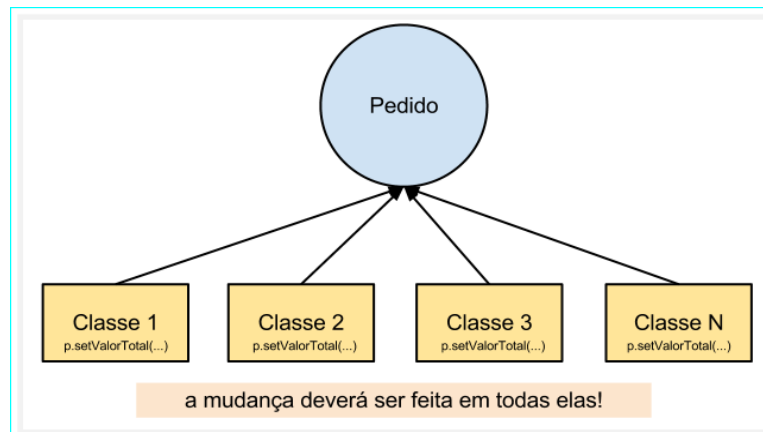 Pedido
Classe 1
p.setValorTotal(...)
Classe 2
p.setValorTotal(...)
Classe 3
p.setValorTotal(...)
Classe N
p.setValorTotal(...)
a mudança deverá ser feita em todas elas!